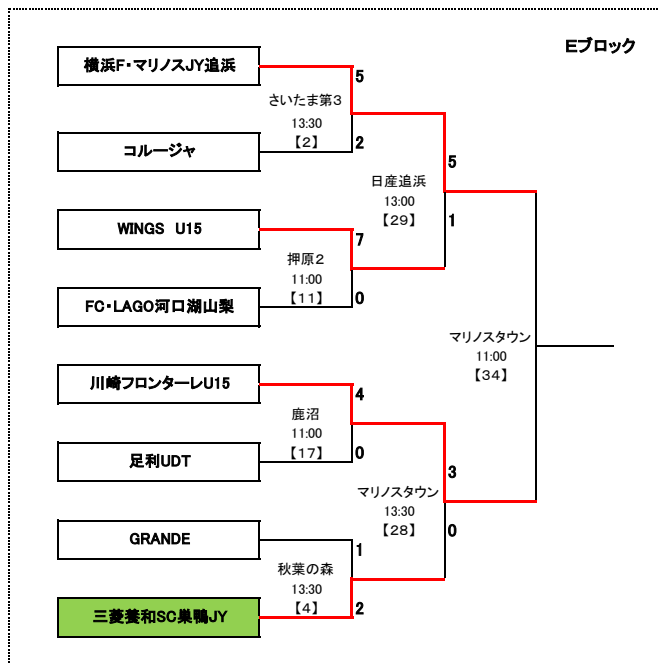 Eブロック
横浜F・マリノスJY追浜
5
さいたま第3
13:30
【2】
2
コルージャ
5
日産追浜
13:00
【29】
1
WINGS U15
7
押原2
11:00
【11】
0
FC・LAGO河口湖山梨
マリノスタウン
11:00
【34】
川崎フロンターレU15
4
鹿沼
11:00
【17】
0
足利UDT
3
マリノスタウン
13:30
【28】
0
GRANDE
1
秋葉の森
13:30
【4】
2
三菱養和SC巣鴨JY